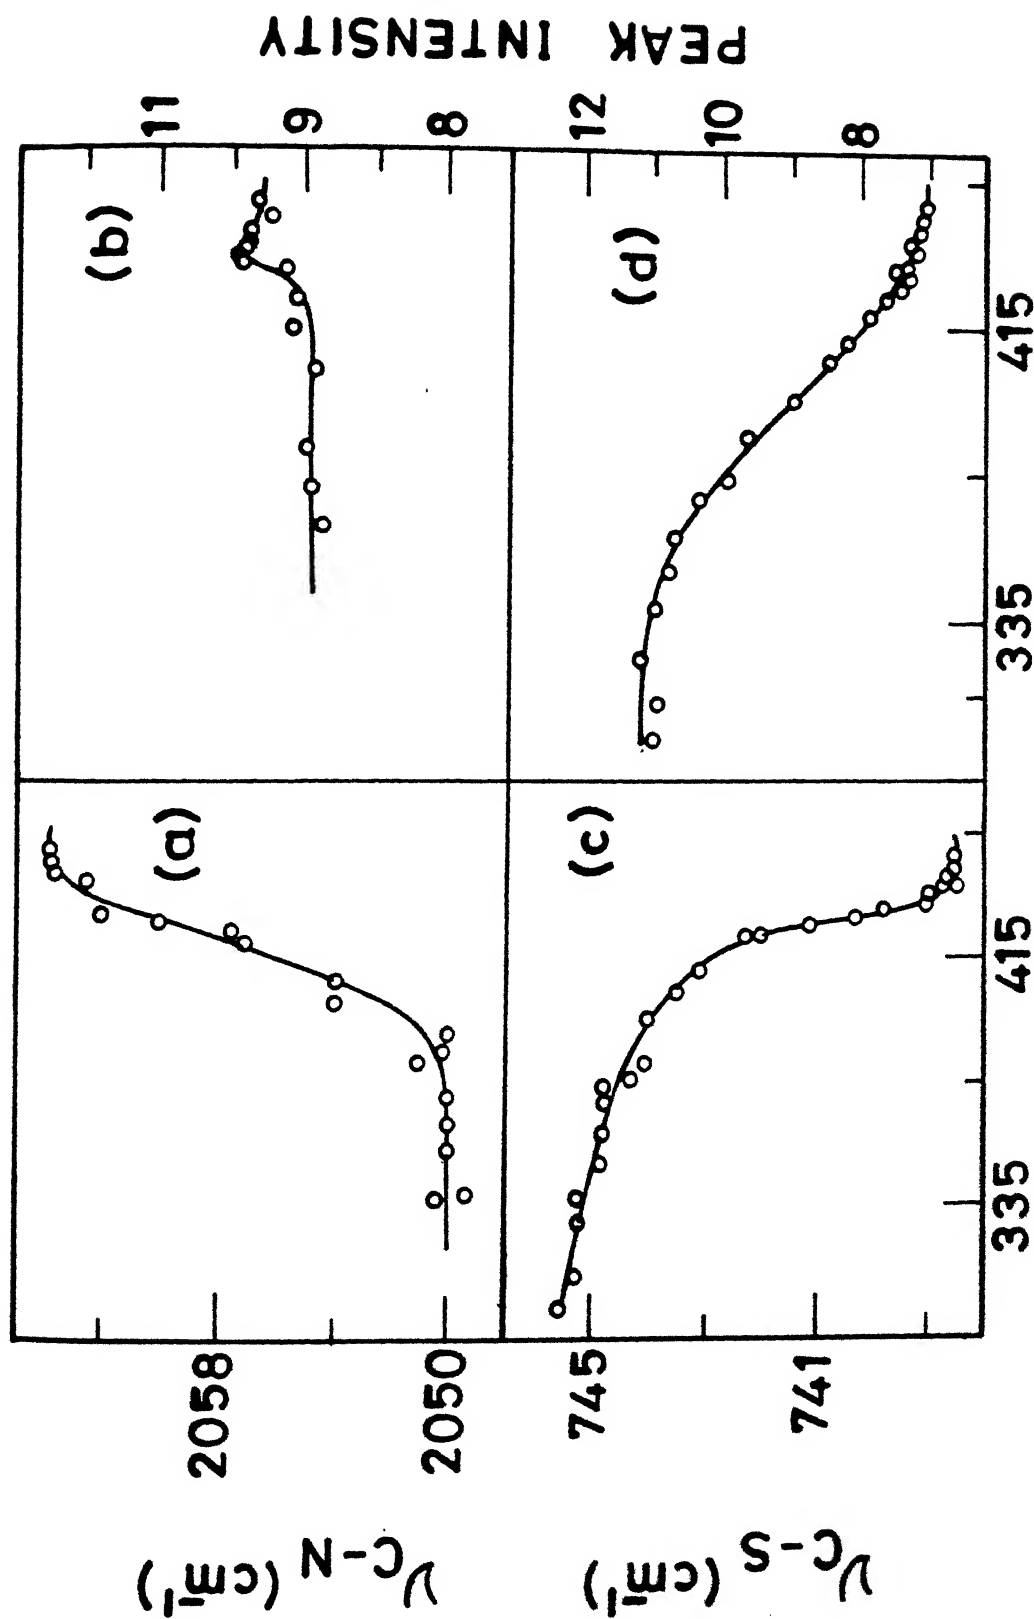 (a)
(b)
(c)
(d)
ν C-N (cm⁻¹)
2058
2050
ν C-S (cm⁻¹)
745
741
335
415
335
415
11
9
8
12
10
8
PEAK INTENSITY